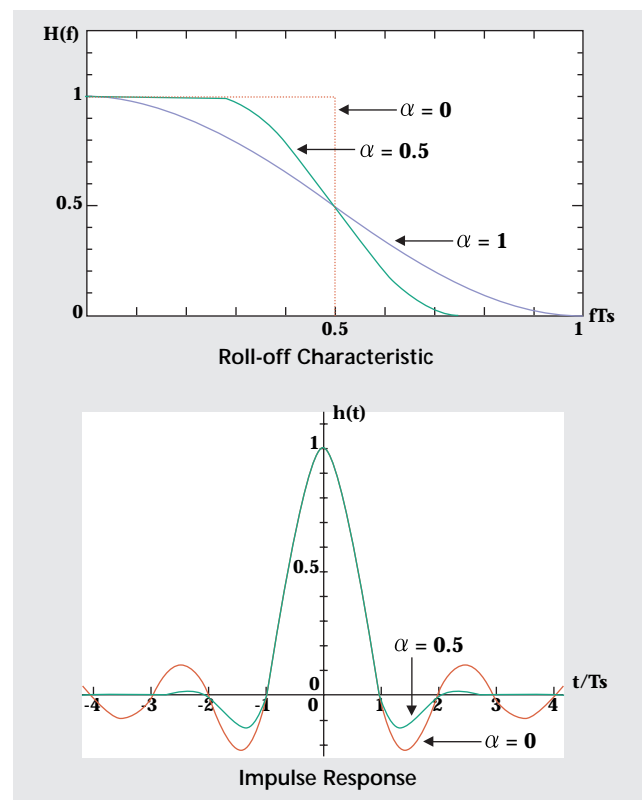 H(f)
1
α = 0
α = 0.5
0.5
α = 1
0
fTs
0.5
1
Roll-off Characteristic
h(t)
1
0.5
α = 0.5
0
t/Ts
-4
-3
-2
-1
0
1
2
3
4
α = 0
Impulse Response